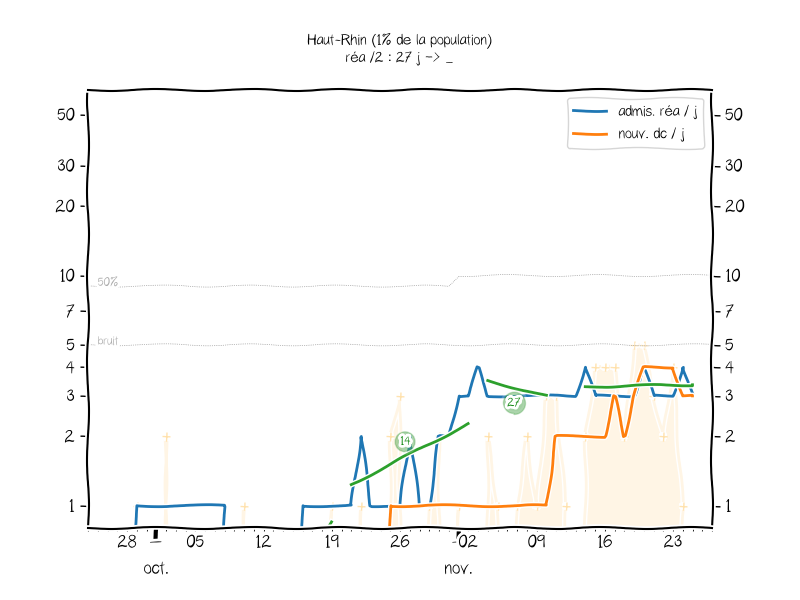 Haut-Rhin (1% de la population)
réa /2 : 27 j -> _
admis. réa / j
nouv. dc / j
50 50
30 30
20 20
10 10
50%
7 7
5 5
bruit
4 4
3 3
27
2 2
14
1 1
28 05 12 19 26 02 09 16 23
oct. nov.